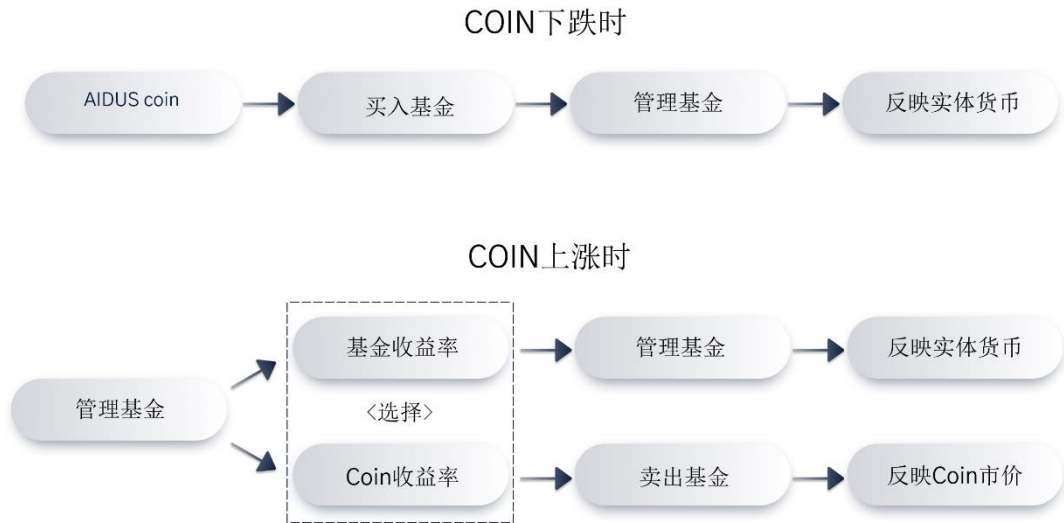 COIN下跌时
AIDUS coin
买入基金
管理基金
反映实体货币
COIN上涨时
基金收益率
管理基金
反映实体货币
管理基金
<选择>
Coin收益率
卖出基金
反映Coin市价